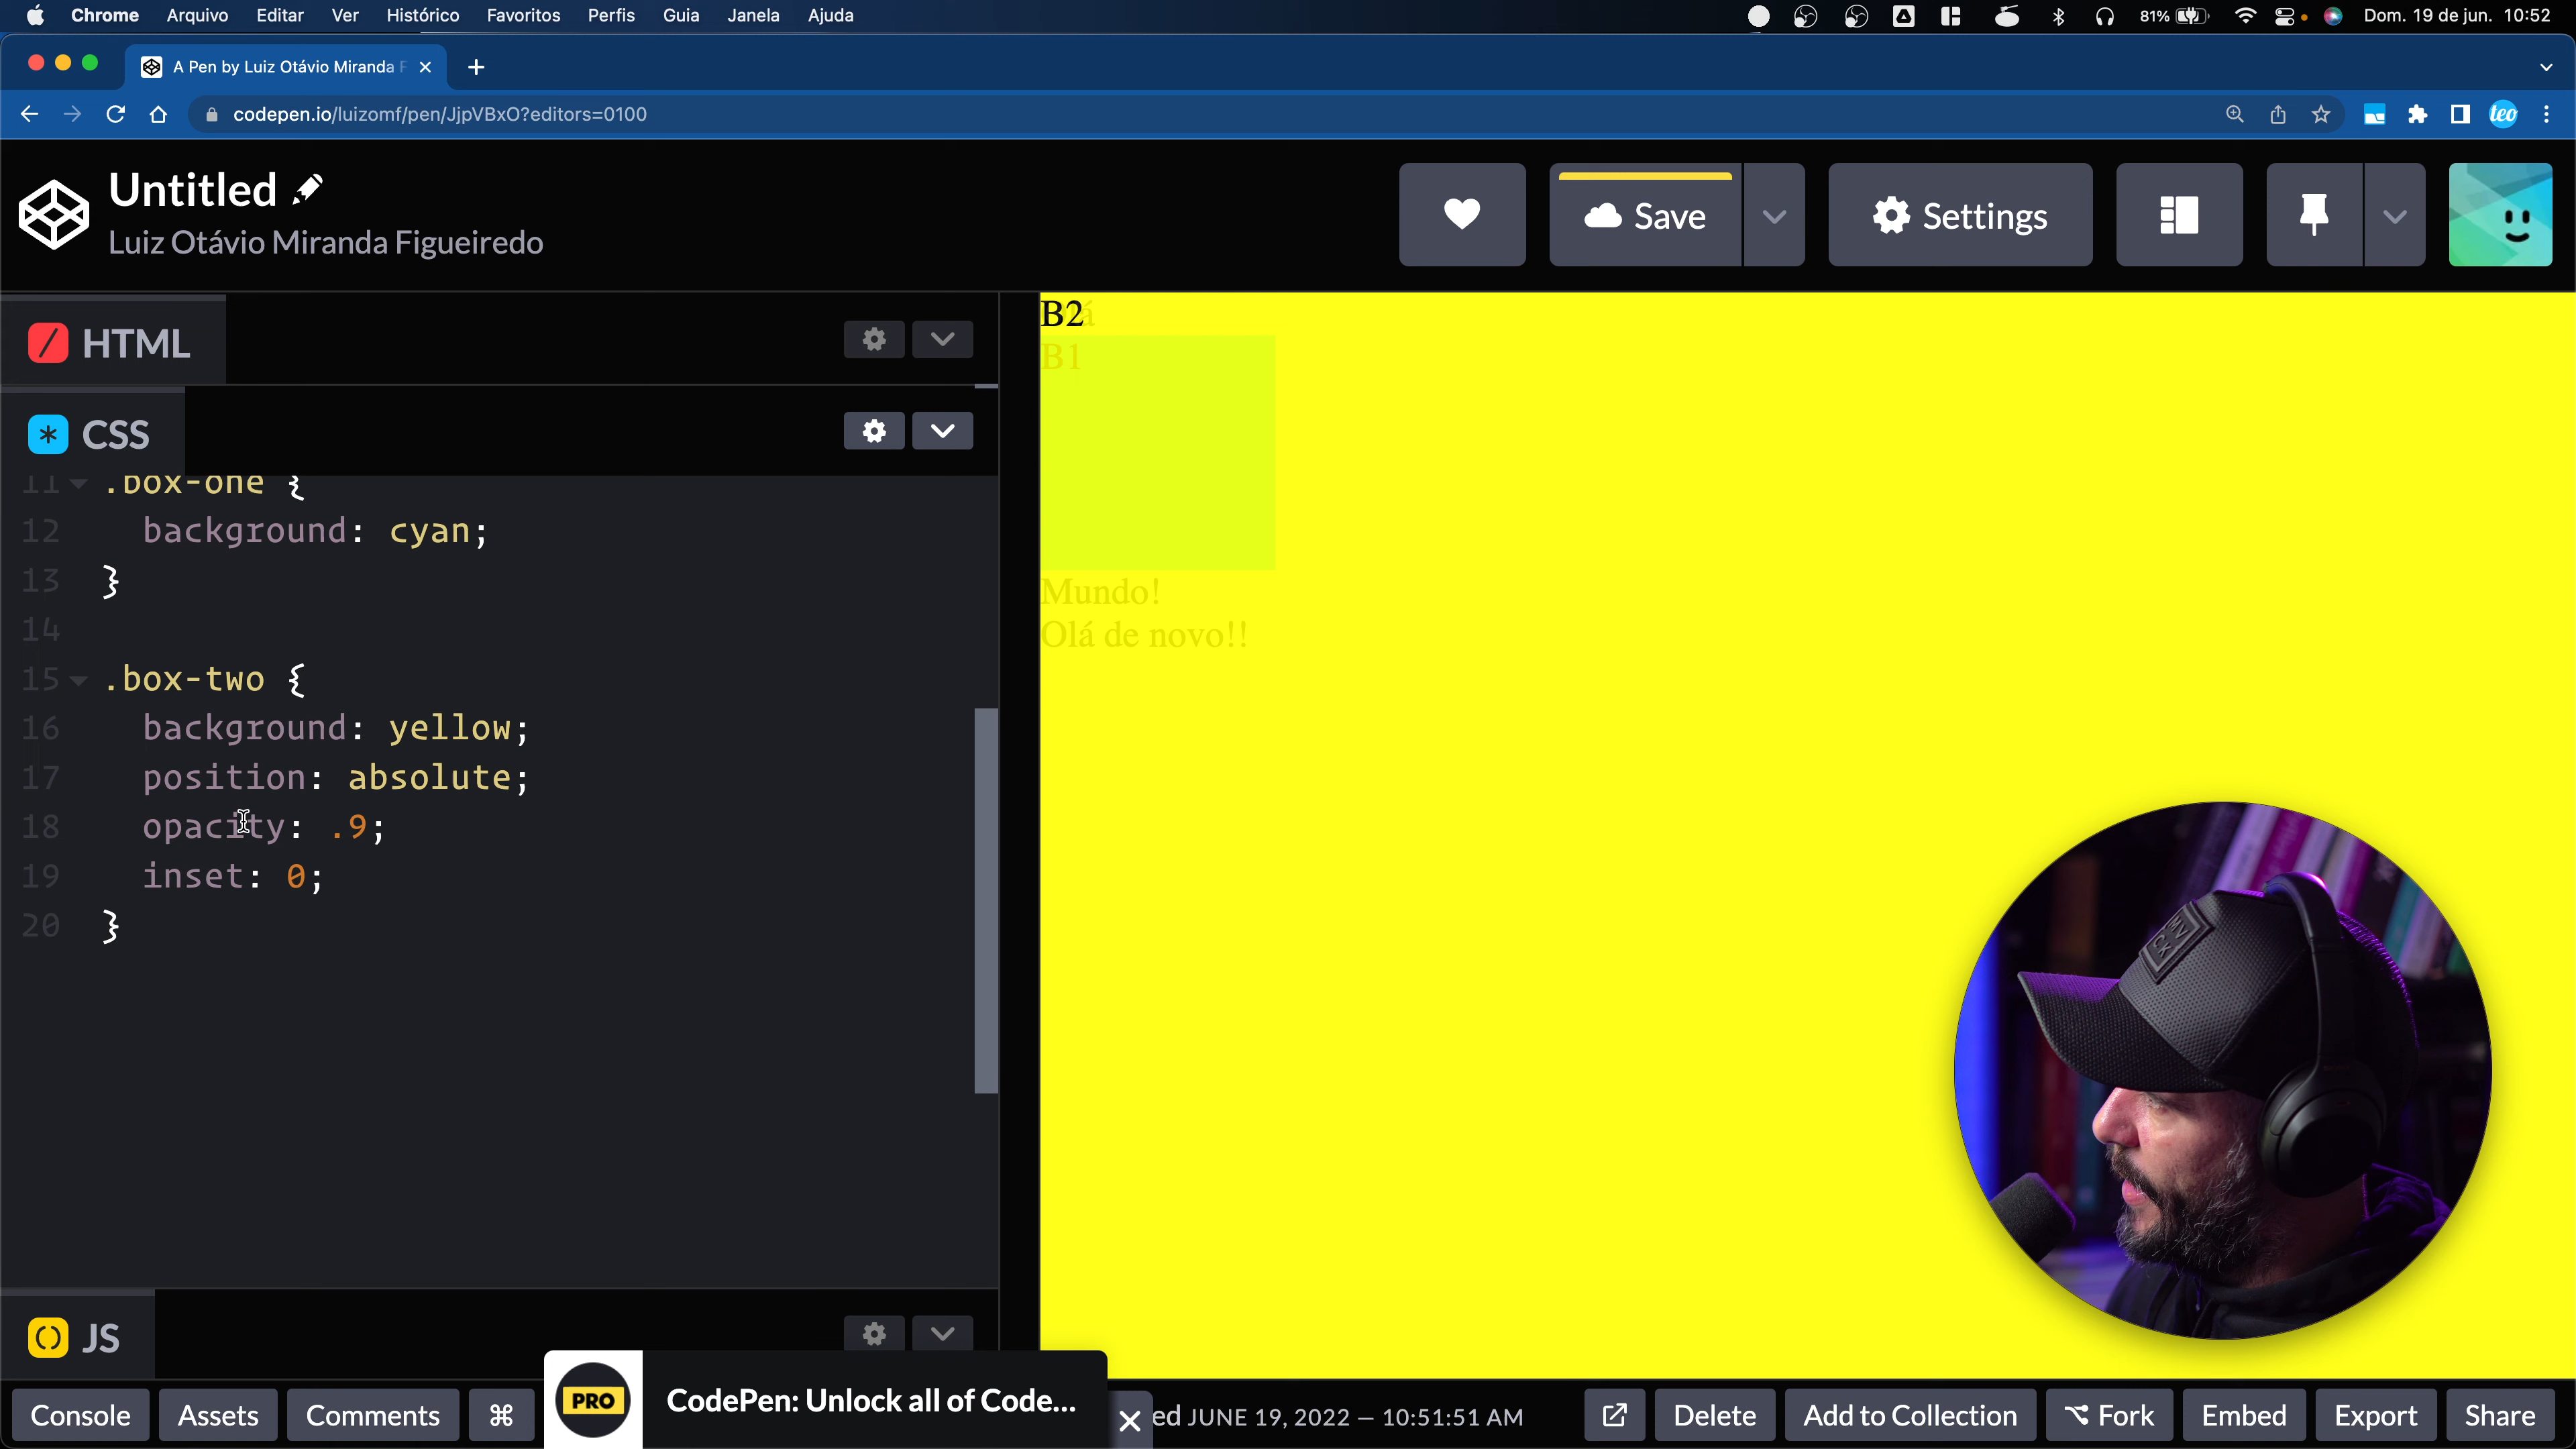 Chrome Arquivo Editar Ver Histórico Favoritos Perfis Guia Janela Ajuda 81% Dom. 19 de jun. 10:52
A Pen by Luiz Otávio Miranda F
codepen.io/luizomf/pen/JjpVBxO?editors=0100
teo
Untitled
Luiz Otávio Miranda Figueiredo
Save
Settings
HTML
CSS
11 .box-one {
12 background: cyan;
13 }
14
15 .box-two {
16 background: yellow;
17 position: absolute;
18 opacity: .9;
19 inset: 0;
20 }
B2
B1
Mundo!
Olá de novo!!
JS
PRO CodePen: Unlock all of Code...
Console Assets Comments ⌘ ed JUNE 19, 2022 — 10:51:51 AM Delete Add to Collection Fork Embed Export Share